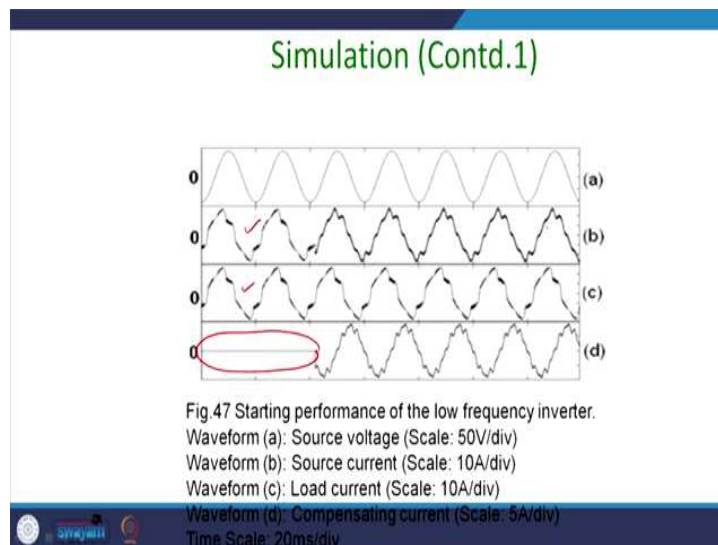 Simulation (Contd.1)
0
(a)
0
(b)
0
(c)
0
(d)
Fig.47 Starting performance of the low frequency inverter.
Waveform (a): Source voltage (Scale: 50V/div)
Waveform (b): Source current (Scale: 10A/div)
Waveform (c): Load current (Scale: 10A/div)
Waveform (d): Compensating current (Scale: 5A/div)
Time Scale: 20ms/div
swayam